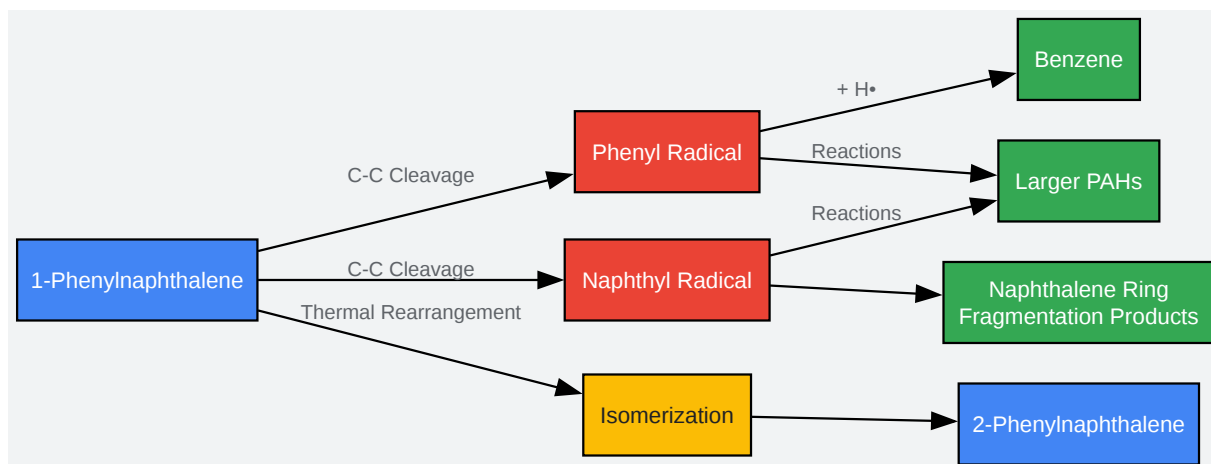 Benzene
+ H•
Phenyl Radical
Reactions
Larger PAHs
C-C Cleavage
Reactions
1-Phenylnaphthalene
C-C Cleavage
Naphthyl Radical
Naphthalene Ring
Fragmentation Products
Thermal Rearrangement
Isomerization
2-Phenylnaphthalene